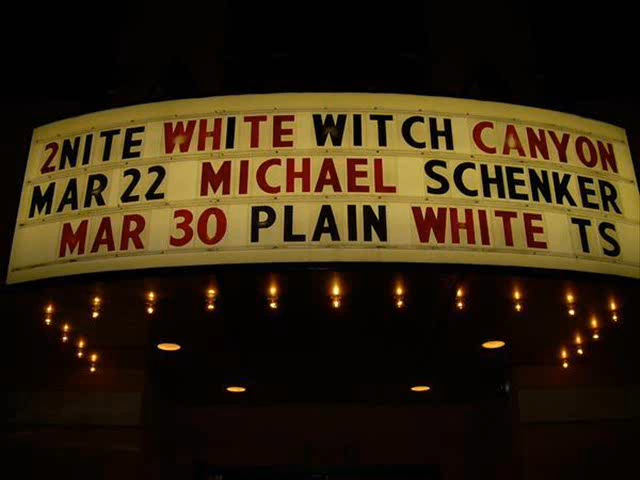 2NITE WHITE WITCH CANYON
MAR 22 MICHAEL SCHENKER
MAR 30 PLAIN WHITE TS